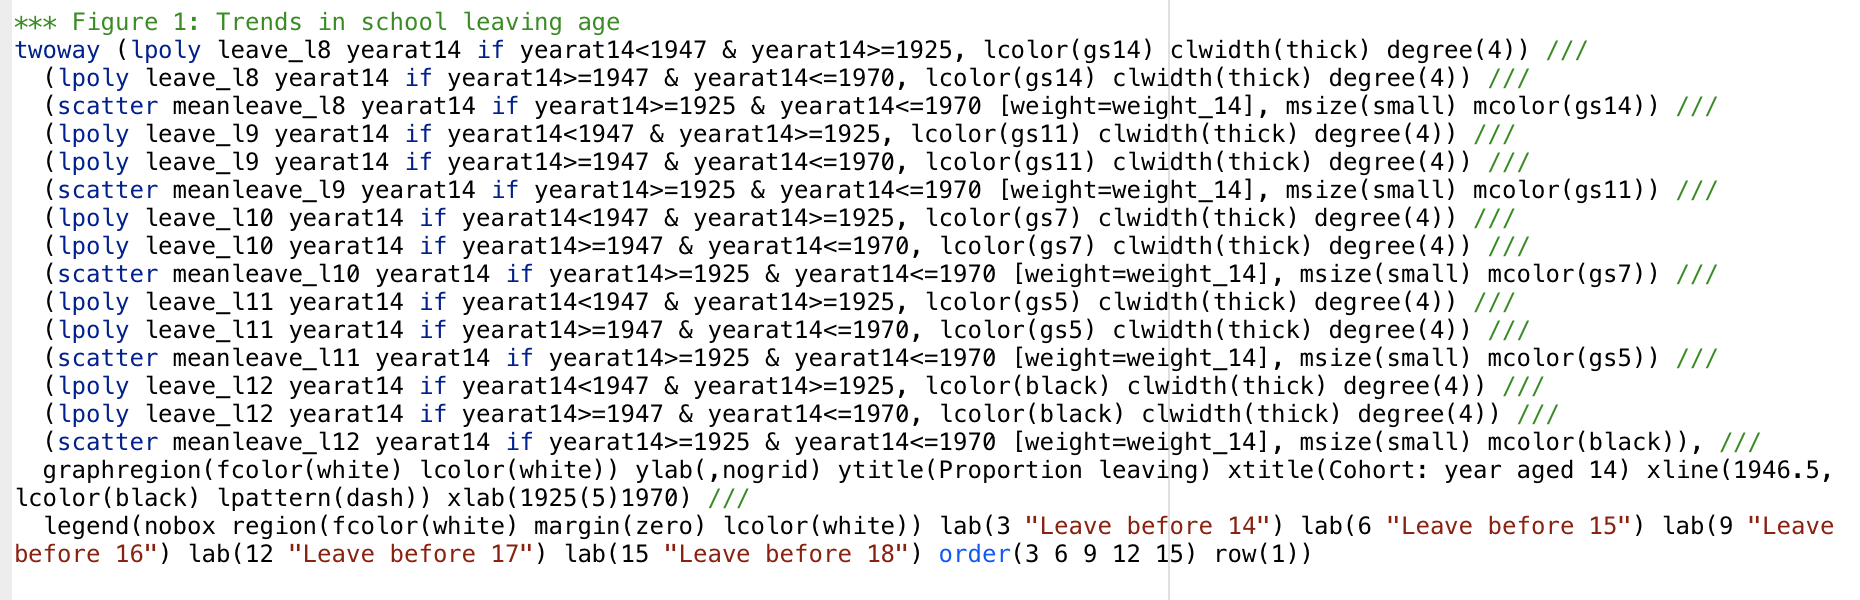 *** Figure 1: Trends in school leaving age
twoway (lpoly leave_l8 yearat14 if yearat14<1947 & yearat14>=1925, lcolor(gs14) clwidth(thick) degree(4)) ///
  (lpoly leave_l8 yearat14 if yearat14>=1947 & yearat14<=1970, lcolor(gs14) clwidth(thick) degree(4)) ///
  (scatter meanleave_l8 yearat14 if yearat14>=1925 & yearat14<=1970 [weight=weight_14], msize(small) mcolor(gs14)) ///
  (lpoly leave_l9 yearat14 if yearat14<1947 & yearat14>=1925, lcolor(gs11) clwidth(thick) degree(4)) ///
  (lpoly leave_l9 yearat14 if yearat14>=1947 & yearat14<=1970, lcolor(gs11) clwidth(thick) degree(4)) ///
  (scatter meanleave_l9 yearat14 if yearat14>=1925 & yearat14<=1970 [weight=weight_14], msize(small) mcolor(gs11)) ///
  (lpoly leave_l10 yearat14 if yearat14<1947 & yearat14>=1925, lcolor(gs7) clwidth(thick) degree(4)) ///
  (lpoly leave_l10 yearat14 if yearat14>=1947 & yearat14<=1970, lcolor(gs7) clwidth(thick) degree(4)) ///
  (scatter meanleave_l10 yearat14 if yearat14>=1925 & yearat14<=1970 [weight=weight_14], msize(small) mcolor(gs7)) ///
  (lpoly leave_l11 yearat14 if yearat14<1947 & yearat14>=1925, lcolor(gs5) clwidth(thick) degree(4)) ///
  (lpoly leave_l11 yearat14 if yearat14>=1947 & yearat14<=1970, lcolor(gs5) clwidth(thick) degree(4)) ///
  (scatter meanleave_l11 yearat14 if yearat14>=1925 & yearat14<=1970 [weight=weight_14], msize(small) mcolor(gs5)) ///
  (lpoly leave_l12 yearat14 if yearat14<1947 & yearat14>=1925, lcolor(black) clwidth(thick) degree(4)) ///
  (lpoly leave_l12 yearat14 if yearat14>=1947 & yearat14<=1970, lcolor(black) clwidth(thick) degree(4)) ///
  (scatter meanleave_l12 yearat14 if yearat14>=1925 & yearat14<=1970 [weight=weight_14], msize(small) mcolor(black)), ///
  graphregion(fcolor(white) lcolor(white)) ylab(,nogrid) ytitle(Proportion leaving) xtitle(Cohort: year aged 14) xline(1946.5,
lcolor(black) lpattern(dash)) xlab(1925(5)1970) ///
  legend(nobox region(fcolor(white) margin(zero) lcolor(white)) lab(3 "Leave before 14") lab(6 "Leave before 15") lab(9 "Leave
before 16") lab(12 "Leave before 17") lab(15 "Leave before 18") order(3 6 9 12 15) row(1))